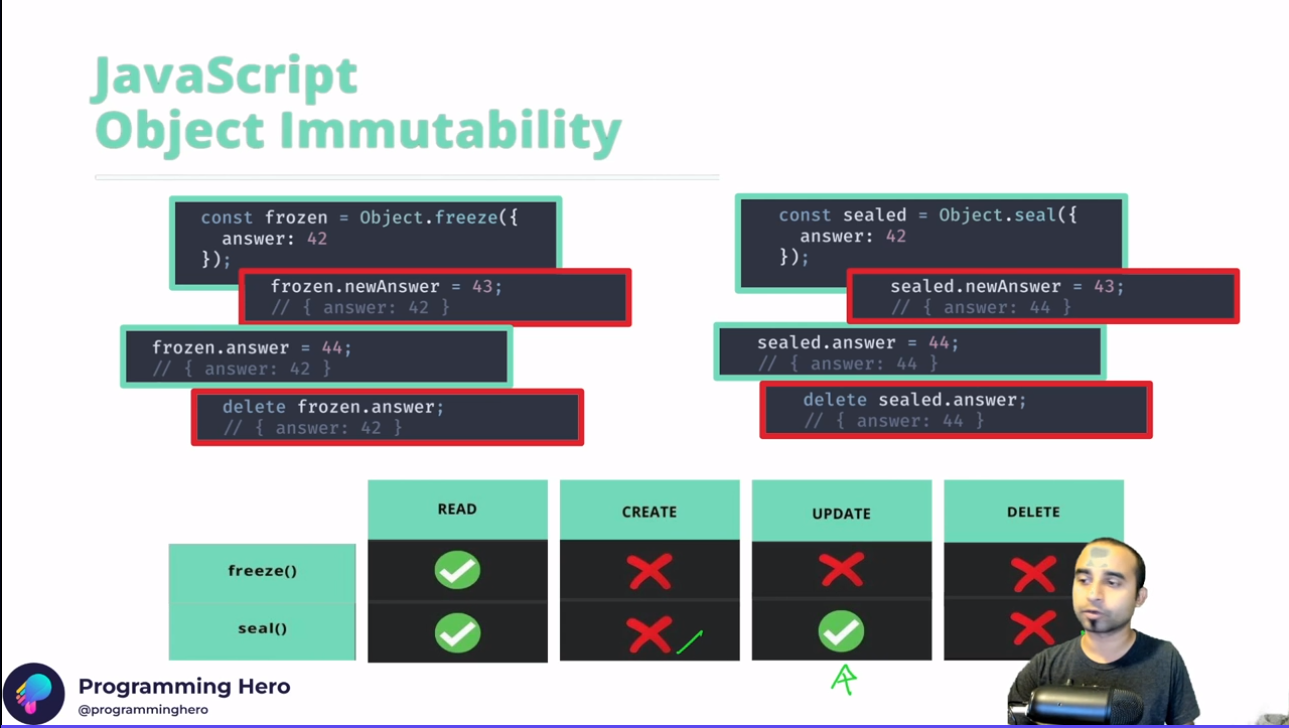 JavaScript
Object Immutability
const frozen = Object.freeze({
answer: 42
});
frozen.newAnswer = 43;
// { answer: 42 }
frozen.answer = 44;
// { answer: 42 }
delete frozen.answer;
// { answer: 42 }
const sealed = Object.seal({
answer: 42
});
sealed.newAnswer = 43;
// { answer: 44 }
sealed.answer = 44;
// { answer: 44 }
delete sealed.answer;
// { answer: 44 }
READ CREATE UPDATE DELETE
freeze()
seal()
Programming Hero
@programminghero